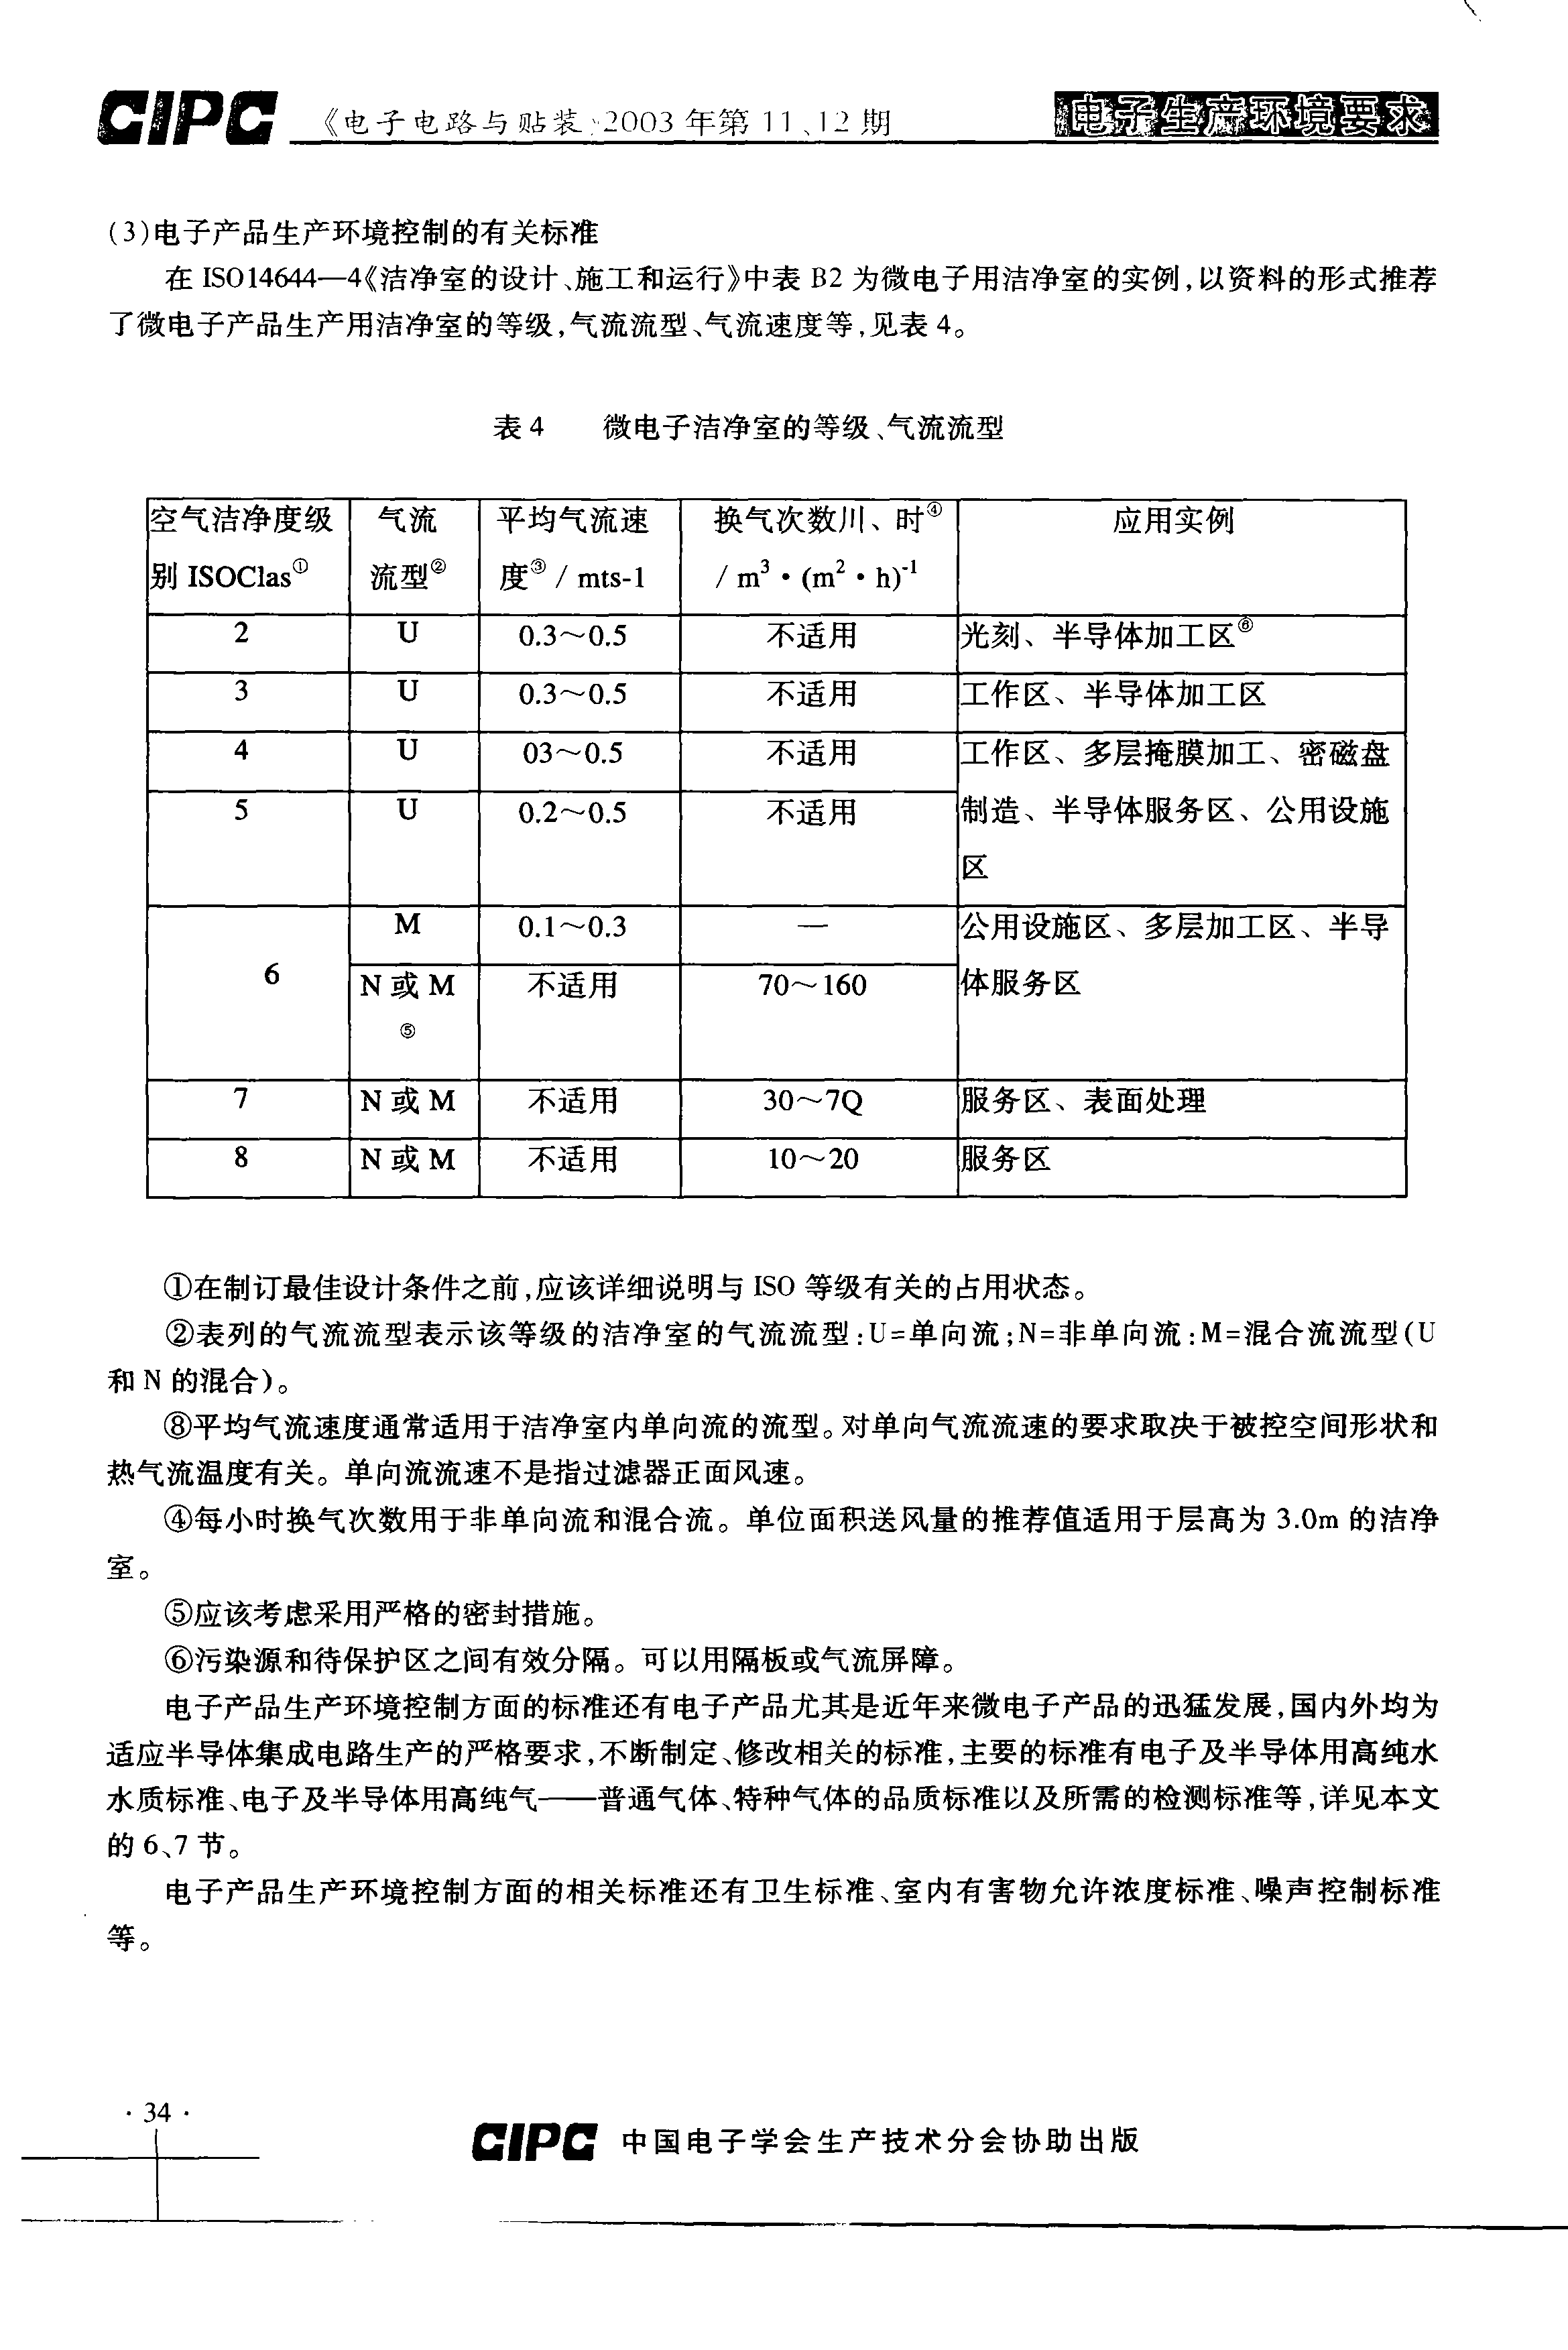 CIPC 《电子电路与贴装》2003 年第 11、12 期 电子生产环境要求
(3)电子产品生产环境控制的有关标准
在 ISO14644—4《洁净室的设计、施工和运行》中表 B2 为微电子用洁净室的实例,以资料的形式推荐
了微电子产品生产用洁净室的等级,气流流型、气流速度等,见表 4。
表 4 微电子洁净室的等级、气流流型
空气洁净度级 气流 平均气流速 换气次数川、时④ 应用实例
别 ISOClas① 流型② 度③ / mts-1 / m³·(m²·h)⁻¹
2 U 0.3～0.5 不适用 光刻、半导体加工区⑥
3 U 0.3～0.5 不适用 工作区、半导体加工区
4 U 03～0.5 不适用 工作区、多层掩膜加工、密磁盘
5 U 0.2～0.5 不适用 制造、半导体服务区、公用设施
区
M 0.1～0.3 — 公用设施区、多层加工区、半导
6 N 或 M 不适用 70～160 体服务区
⑤
7 N 或 M 不适用 30～7Q 服务区、表面处理
8 N 或 M 不适用 10～20 服务区
①在制订最佳设计条件之前,应该详细说明与 ISO 等级有关的占用状态。
②表列的气流流型表示该等级的洁净室的气流流型:U=单向流;N=非单向流:M=混合流流型(U
和 N 的混合)。
⑧平均气流速度通常适用于洁净室内单向流的流型。对单向气流流速的要求取决于被控空间形状和
热气流温度有关。单向流流速不是指过滤器正面风速。
④每小时换气次数用于非单向流和混合流。单位面积送风量的推荐值适用于层高为 3.0m 的洁净
室。
⑤应该考虑采用严格的密封措施。
⑥污染源和待保护区之间有效分隔。可以用隔板或气流屏障。
电子产品生产环境控制方面的标准还有电子产品尤其是近年来微电子产品的迅猛发展,国内外均为
适应半导体集成电路生产的严格要求,不断制定、修改相关的标准,主要的标准有电子及半导体用高纯水
水质标准、电子及半导体用高纯气——普通气体、特种气体的品质标准以及所需的检测标准等,详见本文
的 6、7 节。
电子产品生产环境控制方面的相关标准还有卫生标准、室内有害物允许浓度标准、噪声控制标准
等。
· 34 ·
CIPC 中国电子学会生产技术分会协助出版